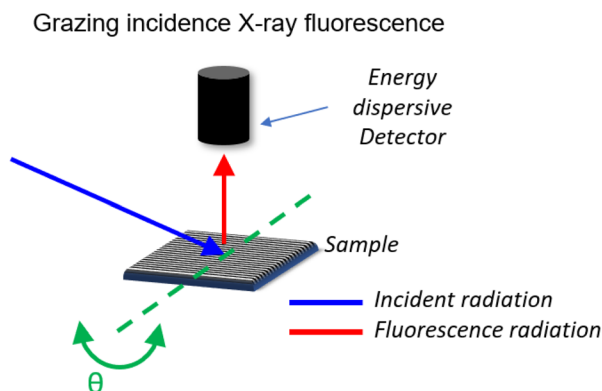 Grazing incidence X-ray fluorescence
Energy
dispersive
Detector
Sample
Incident radiation
Fluorescence radiation
θ